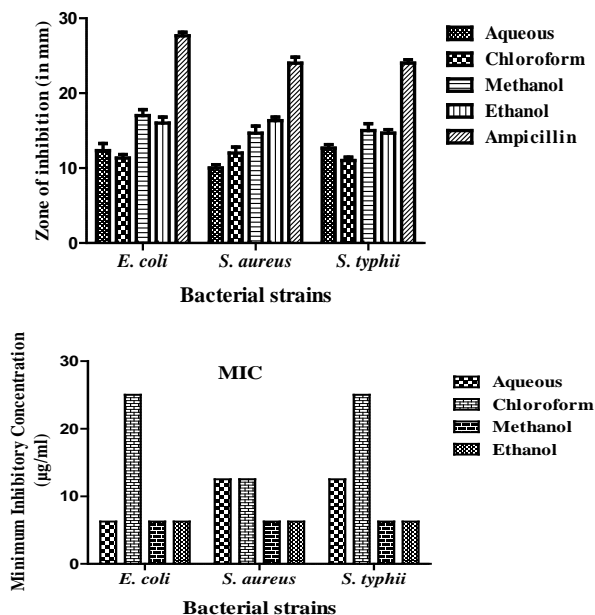 Zone of inhibition (in mm)
30
20
10
0
E. coli
S. aureus
S. typhii
Bacterial strains
Aqueous
Chloroform
Methanol
Ethanol
Ampicillin
MIC
Minimum Inhibitory Concentration
(µg/ml)
30
20
10
0
E. coli
S. aureus
S. typhii
Bacterial strains
Aqueous
Chloroform
Methanol
Ethanol